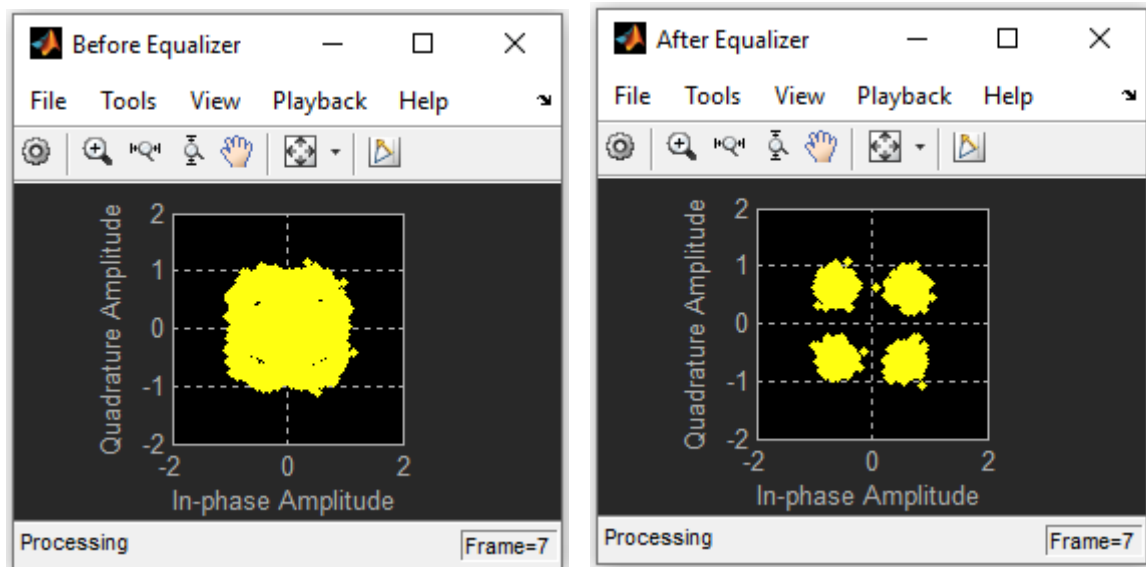 Before Equalizer
File Tools View Playback Help
2
1
0
-1
-2
Quadrature Amplitude
-2 0 2
In-phase Amplitude
Processing Frame=7
After Equalizer
File Tools View Playback Help
2
1
0
-1
-2
Quadrature Amplitude
-2 0 2
In-phase Amplitude
Processing Frame=7